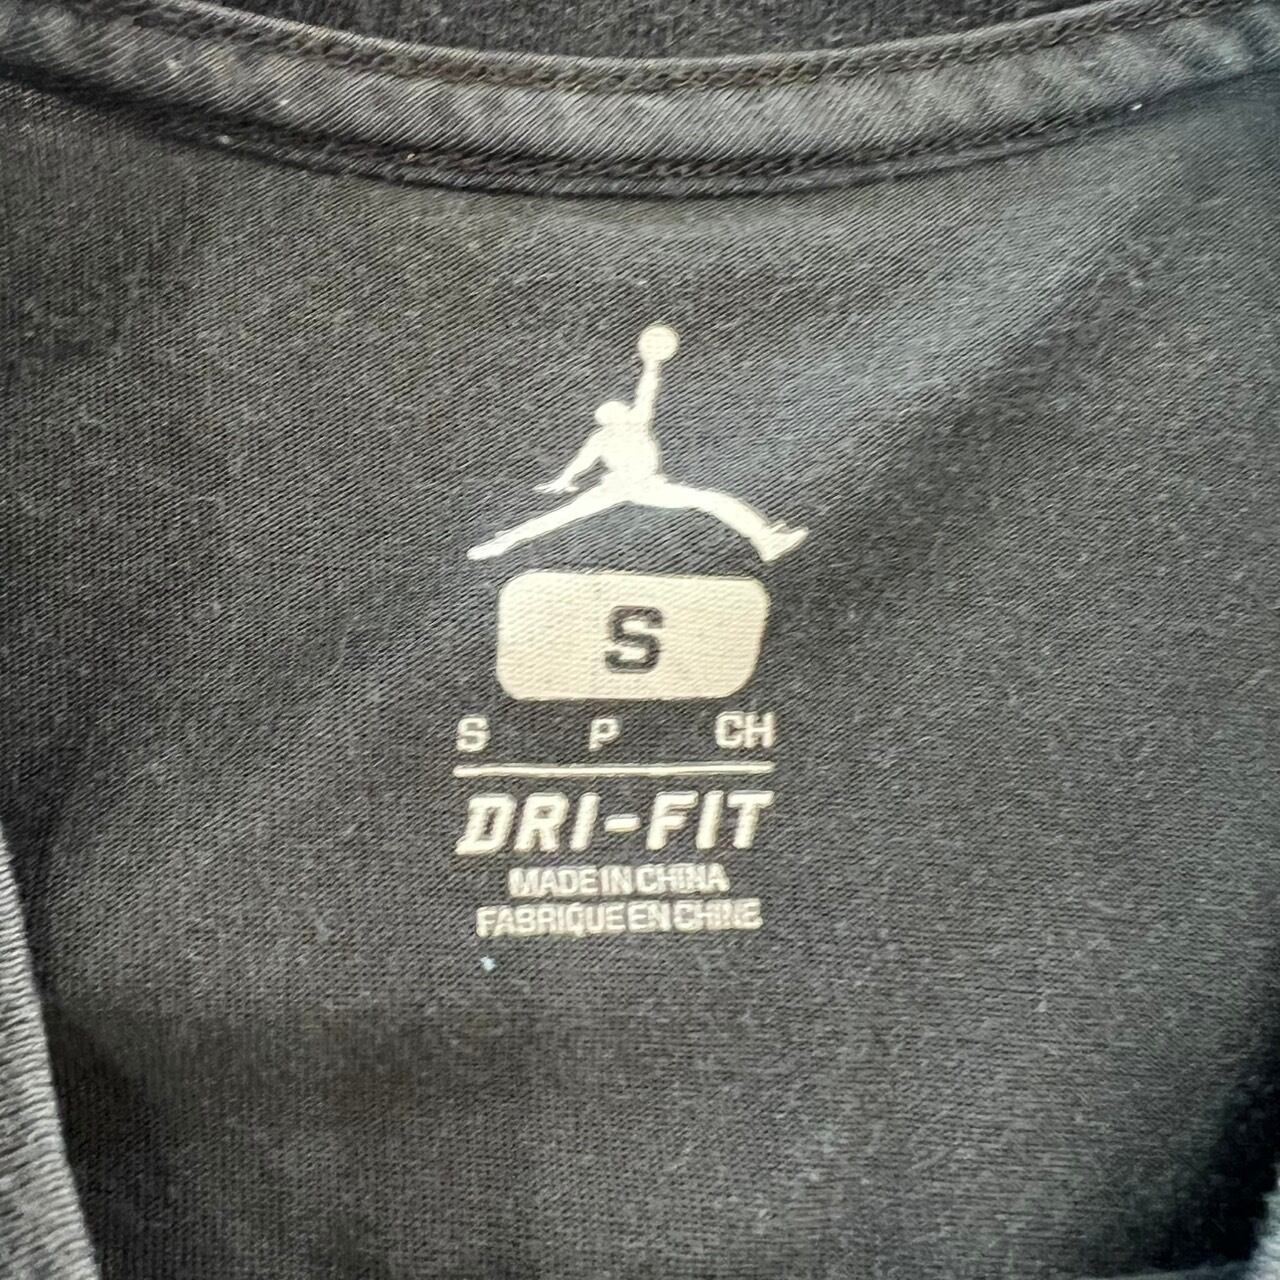 S
S P CH
DRI-FIT
MADE IN CHINA
FABRIQUE EN CHINE